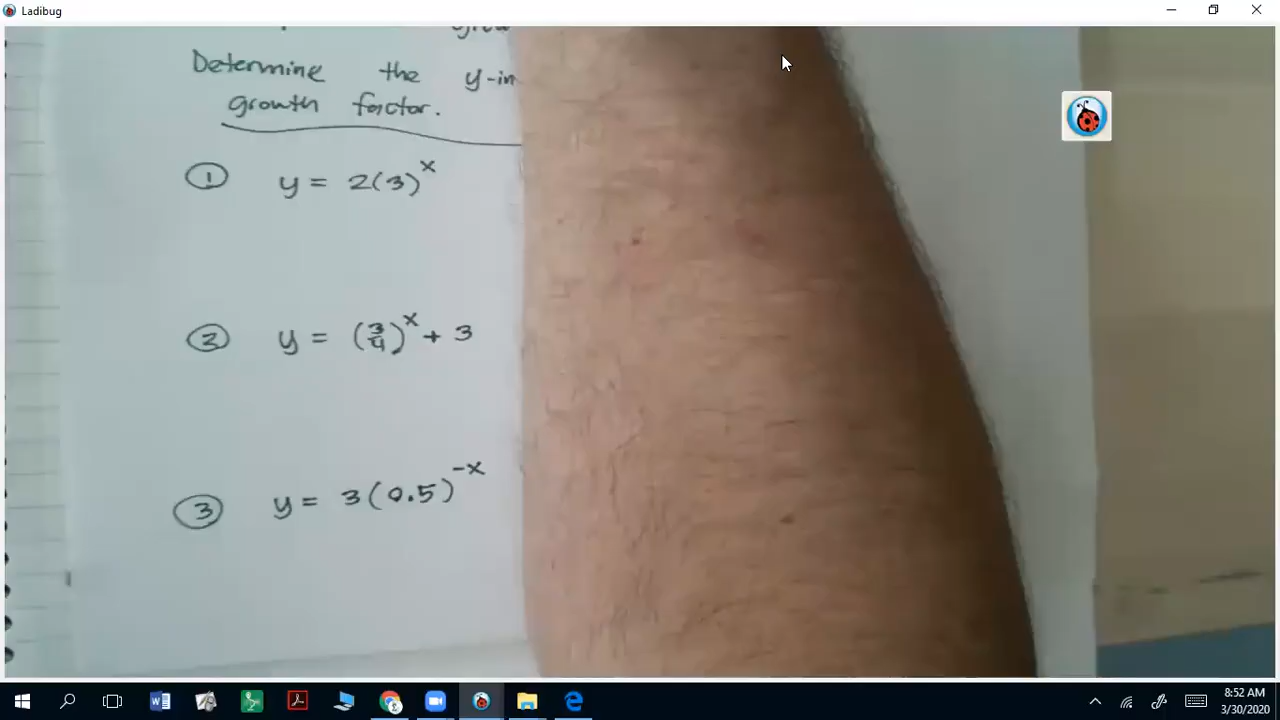 Ladibug
Determine the y-in
growth factor.
① y = 2(3)^x
② y = (3/4)^x + 3
③ y = 3(0.5)^-x
8:52 AM
3/30/2020